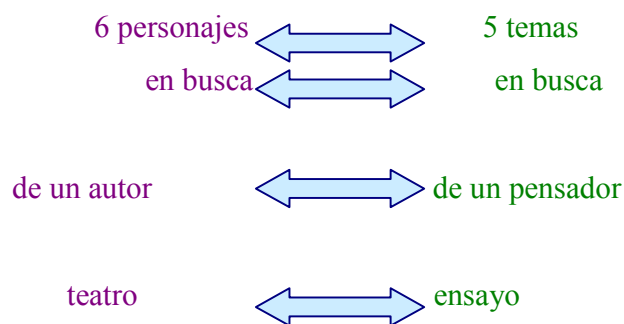 6 personajes 5 temas
en busca en busca
de un autor de un pensador
teatro ensayo